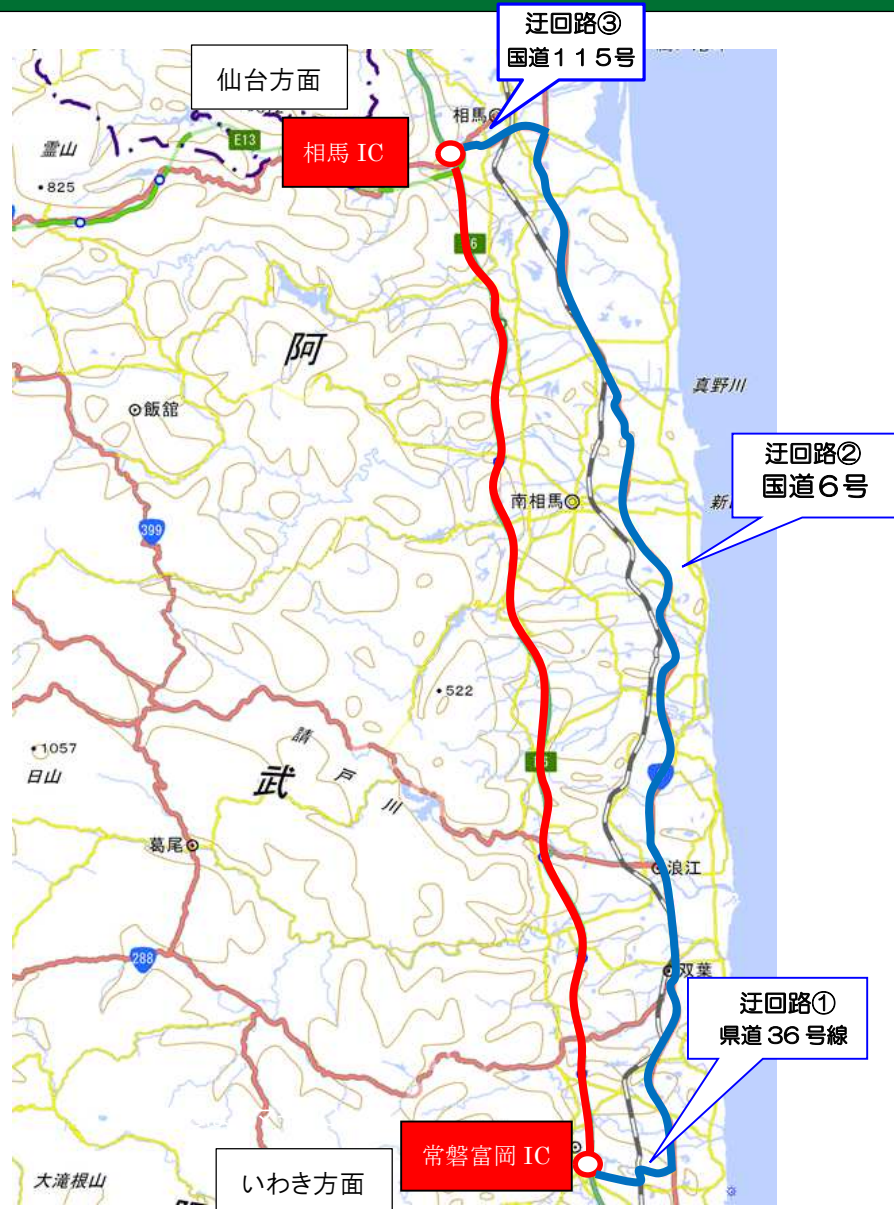 迂回路③
国道115号
仙台方面
相馬
E13
相馬 IC
霊山
825
阿
飯舘
真野川
迂回路②
国道6号
南相馬
399
522
請戸川
1057
日山
武
葛尾
浪江
288
双葉
迂回路①
県道 36 号線
常磐富岡 IC
大滝根山
いわき方面